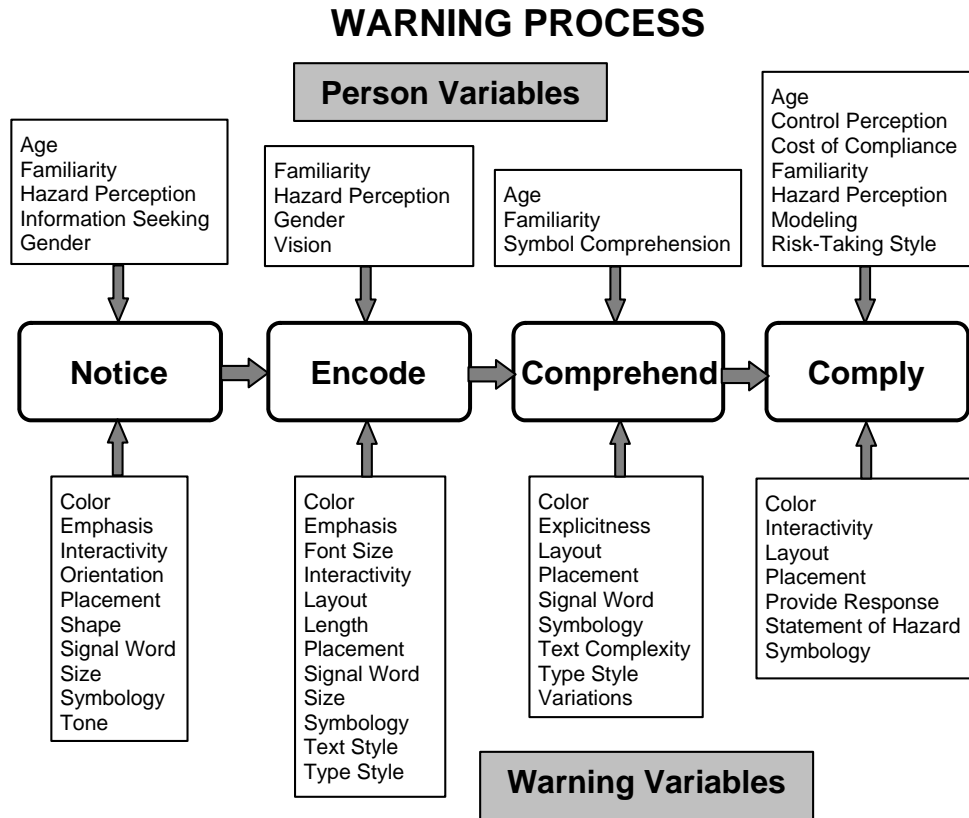 WARNING PROCESS
Person Variables
Age
Familiarity
Hazard Perception
Information Seeking
Gender
Familiarity
Hazard Perception
Gender
Vision
Age
Familiarity
Symbol Comprehension
Age
Control Perception
Cost of Compliance
Familiarity
Hazard Perception
Modeling
Risk-Taking Style
Notice
Encode
Comprehend
Comply
Color
Emphasis
Interactivity
Orientation
Placement
Shape
Signal Word
Size
Symbology
Tone
Color
Emphasis
Font Size
Interactivity
Layout
Length
Placement
Signal Word
Size
Symbology
Text Style
Type Style
Color
Explicitness
Layout
Placement
Signal Word
Symbology
Text Complexity
Type Style
Variations
Color
Interactivity
Layout
Placement
Provide Response
Statement of Hazard
Symbology
Warning Variables